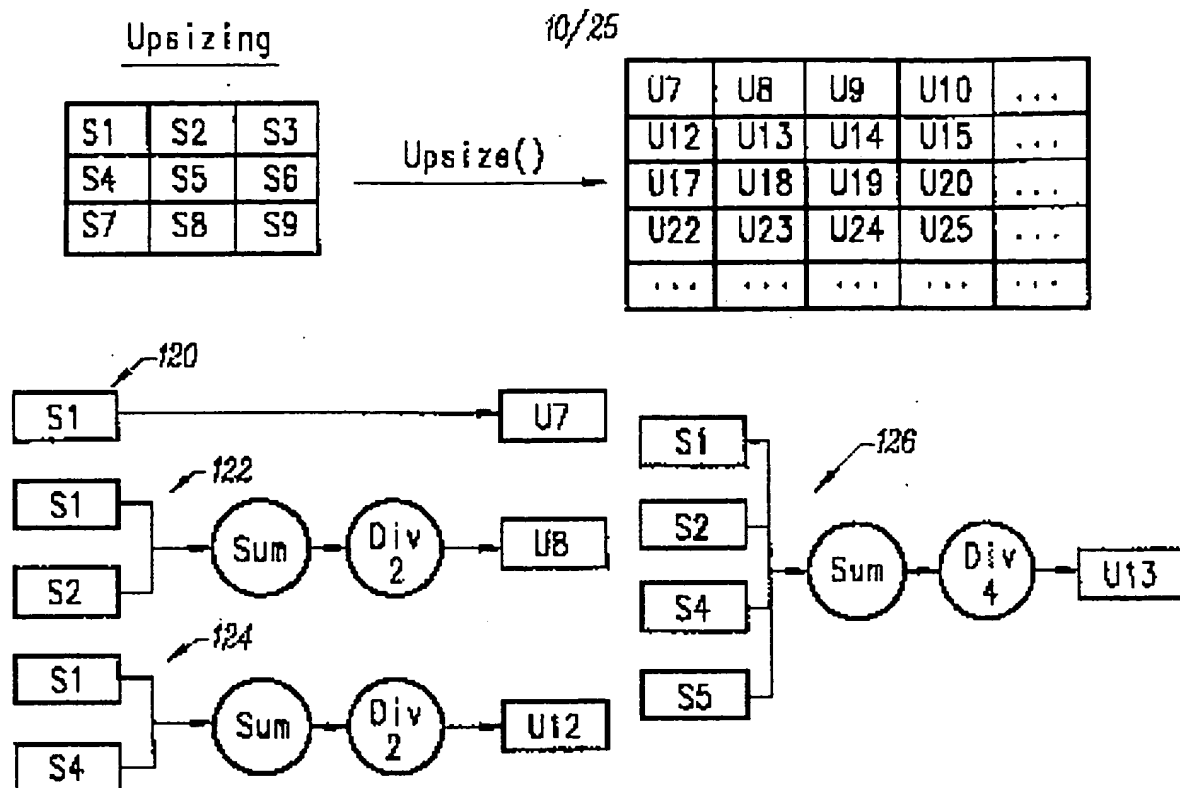 Upsizing
10/25
S1 S2 S3
S4 S5 S6
S7 S8 S9
Upsize()
U7 U8 U9 U10 ...
U12 U13 U14 U15 ...
U17 U18 U19 U20 ...
U22 U23 U24 U25 ...
... ... ... ... ...
120
S1 U7
122
S1
S2
Sum
Div 2
U8
124
S1
S4
Sum
Div 2
U12
126
S1
S2
S4
S5
Sum
Div 4
U13